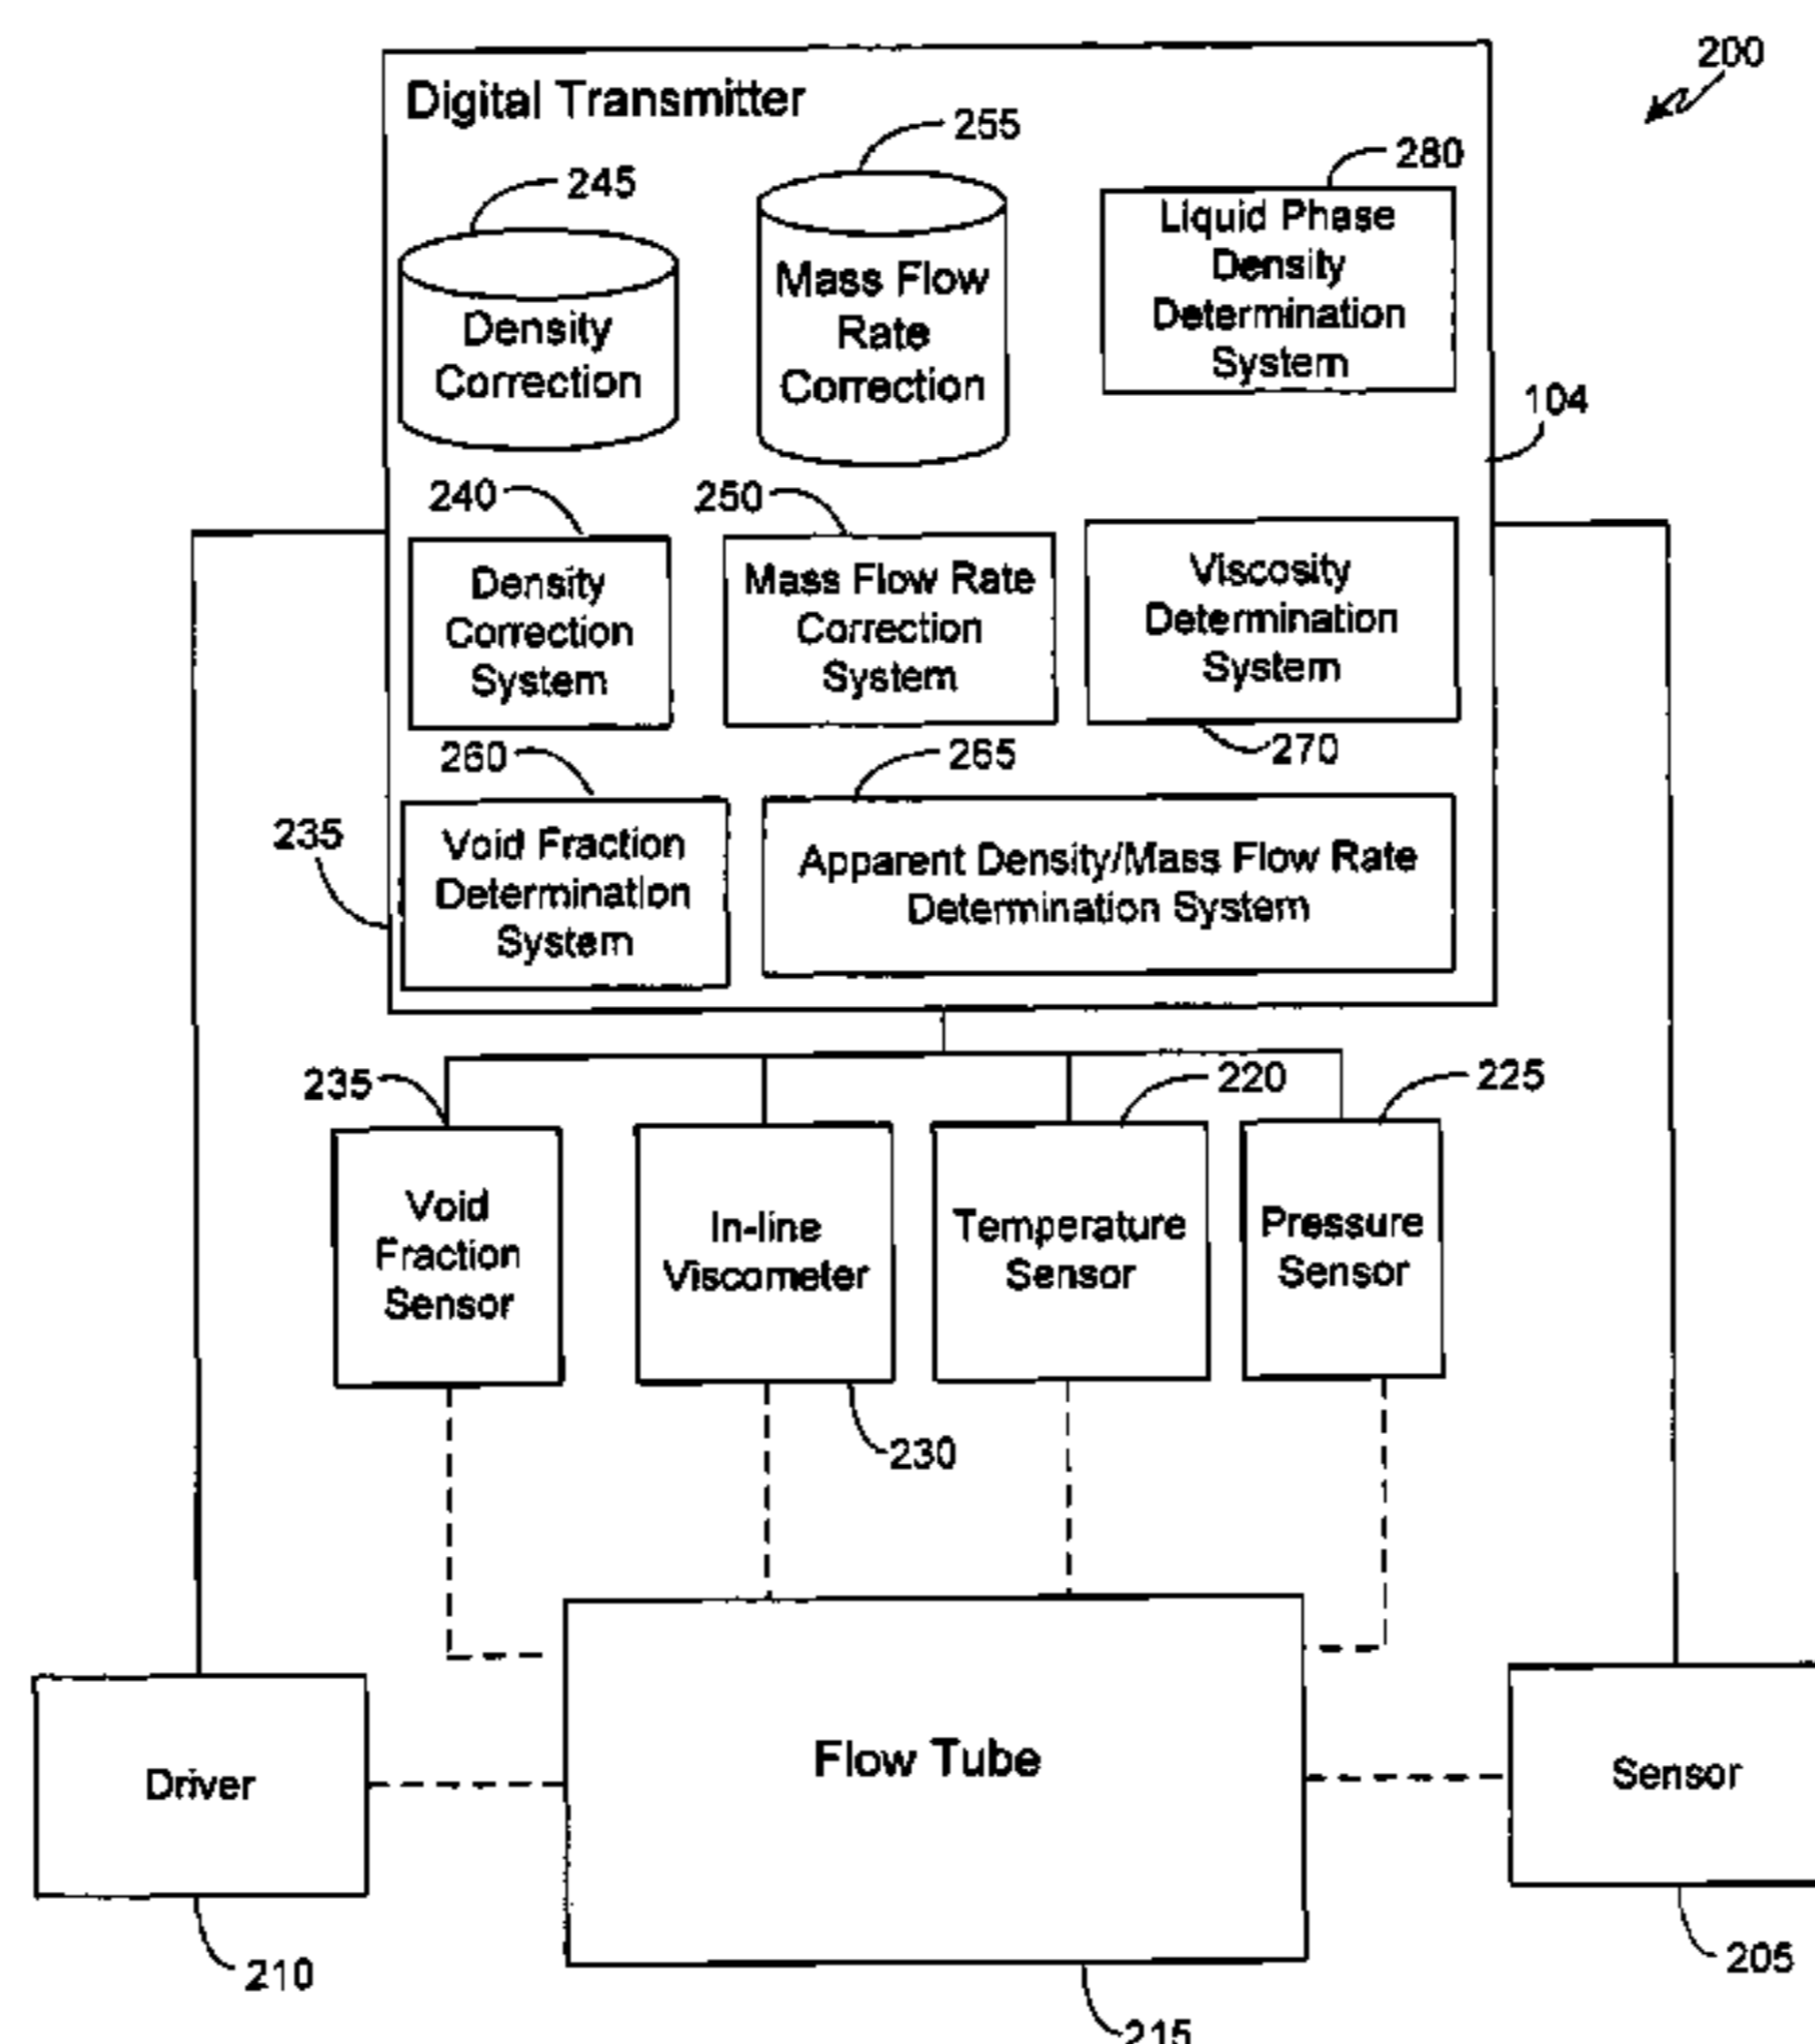 200
Digital Transmitter
255
280
245
Liquid Phase
Density
Determination
System
Mass Flow
Rate
Correction
Density
Correction
104
240
250
Density
Correction
System
Mass Flow Rate
Correction
System
Viscosity
Determination
System
260
265
270
235
Void Fraction
Determination
System
Apparent Density/Mass Flow Rate
Determination System
235
220
225
Void
Fraction
Sensor
In-line
Viscometer
Temperature
Sensor
Pressure
Sensor
230
Driver
Flow Tube
Sensor
210
215
205